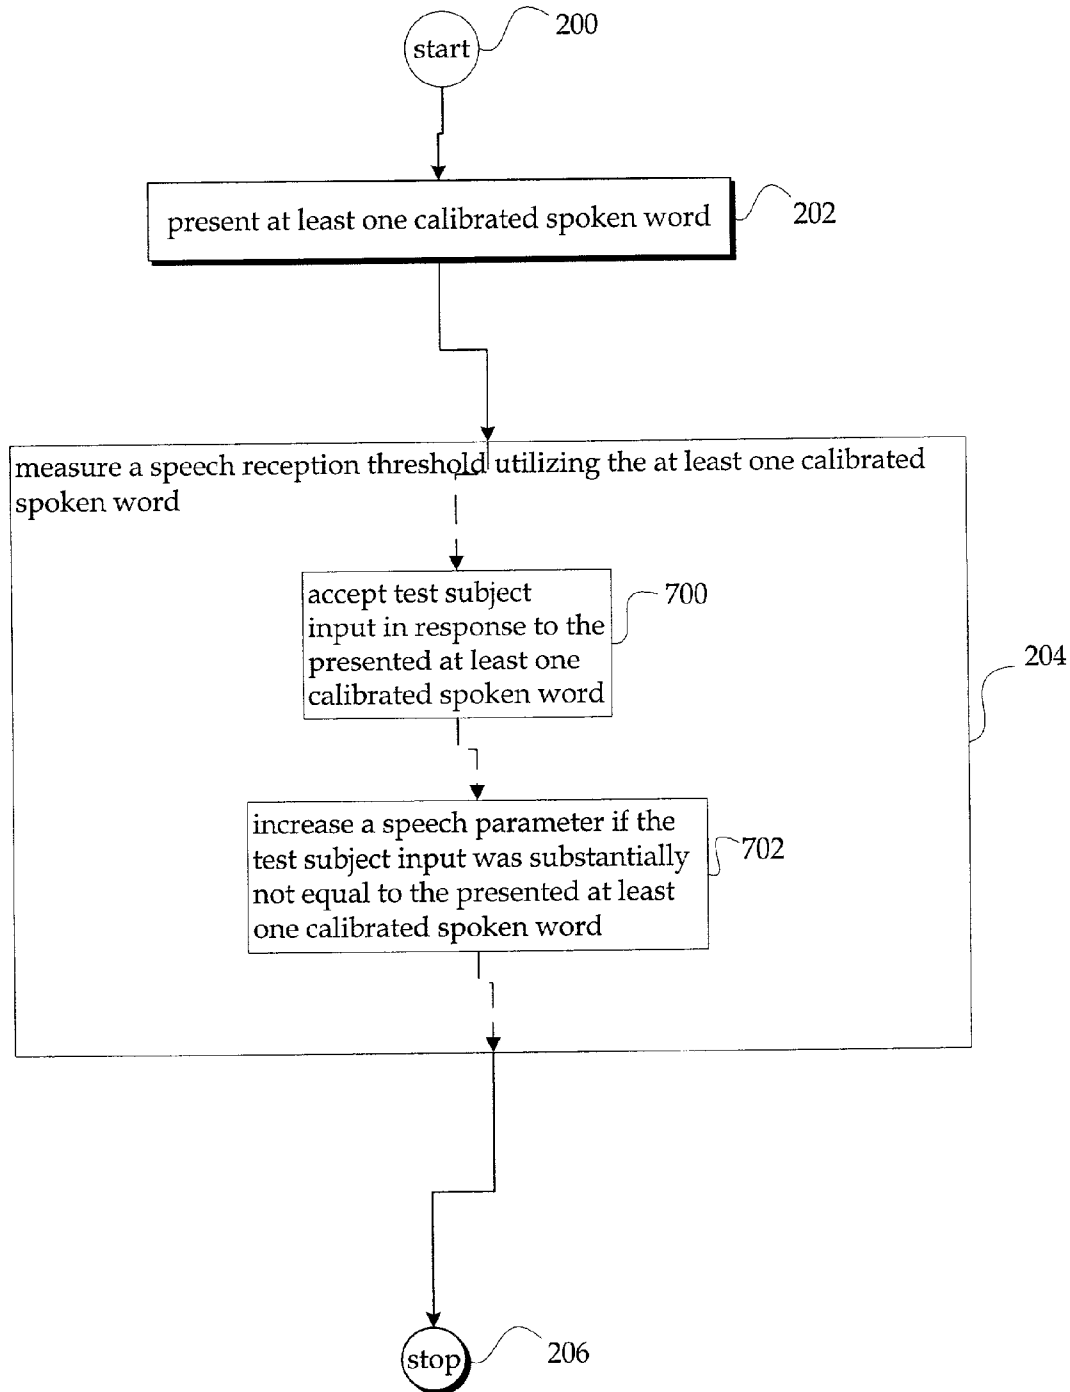 200
start
present at least one calibrated spoken word
202
measure a speech reception threshold utilizing the at least one calibrated
spoken word
accept test subject
input in response to the
presented at least one
calibrated spoken word
700
204
increase a speech parameter if the
test subject input was substantially
not equal to the presented at least
one calibrated spoken word
702
stop
206